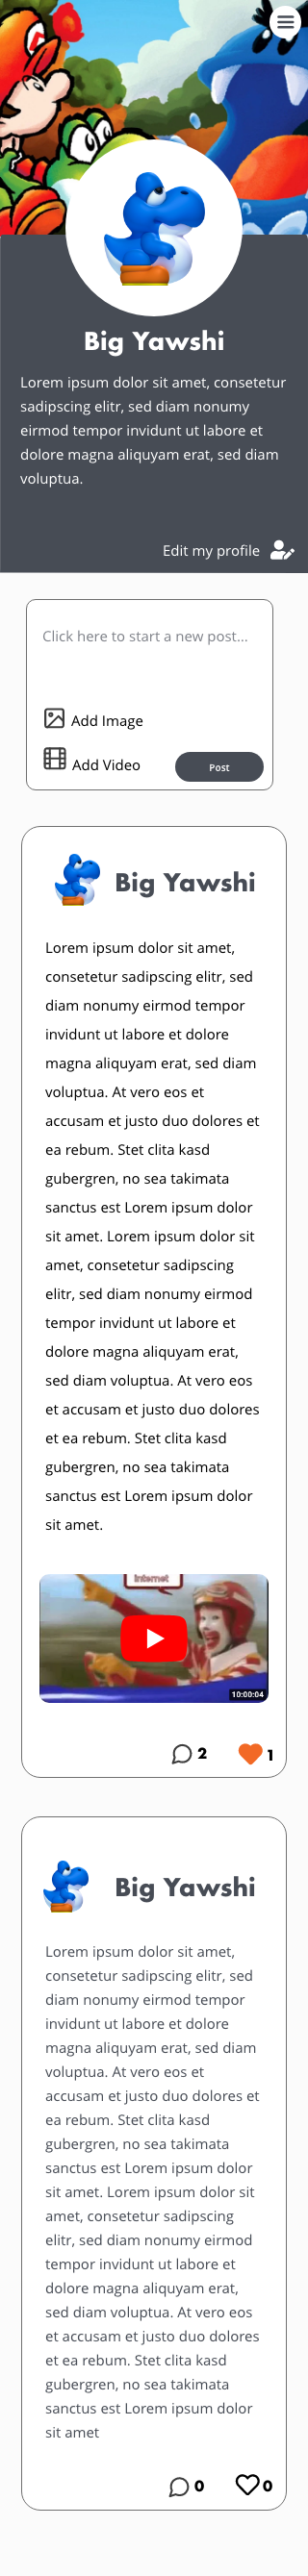 Big Yawshi
Lorem ipsum dolor sit amet, consetetur
sadipscing elitr, sed diam nonumy
eirmod tempor invidunt ut labore et
dolore magna aliquyam erat, sed diam
voluptua.
Edit my profile
Click here to start a new post...
Add Image
Add Video
Post
Big Yawshi
Lorem ipsum dolor sit amet,
consetetur sadipscing elitr, sed
diam nonumy eirmod tempor
invidunt ut labore et dolore
magna aliquyam erat, sed diam
voluptua. At vero eos et
accusam et justo duo dolores et
ea rebum. Stet clita kasd
gubergren, no sea takimata
sanctus est Lorem ipsum dolor
sit amet. Lorem ipsum dolor sit
amet, consetetur sadipscing
elitr, sed diam nonumy eirmod
tempor invidunt ut labore et
dolore magna aliquyam erat,
sed diam voluptua. At vero eos
et accusam et justo duo dolores
et ea rebum. Stet clita kasd
gubergren, no sea takimata
sanctus est Lorem ipsum dolor
sit amet.
Internet
10:00:04
2 1
Big Yawshi
Lorem ipsum dolor sit amet,
consetetur sadipscing elitr, sed
diam nonumy eirmod tempor
invidunt ut labore et dolore
magna aliquyam erat, sed diam
voluptua. At vero eos et
accusam et justo duo dolores et
ea rebum. Stet clita kasd
gubergren, no sea takimata
sanctus est Lorem ipsum dolor
sit amet. Lorem ipsum dolor sit
amet, consetetur sadipscing
elitr, sed diam nonumy eirmod
tempor invidunt ut labore et
dolore magna aliquyam erat,
sed diam voluptua. At vero eos
et accusam et justo duo dolores
et ea rebum. Stet clita kasd
gubergren, no sea takimata
sanctus est Lorem ipsum dolor
sit amet
0 0